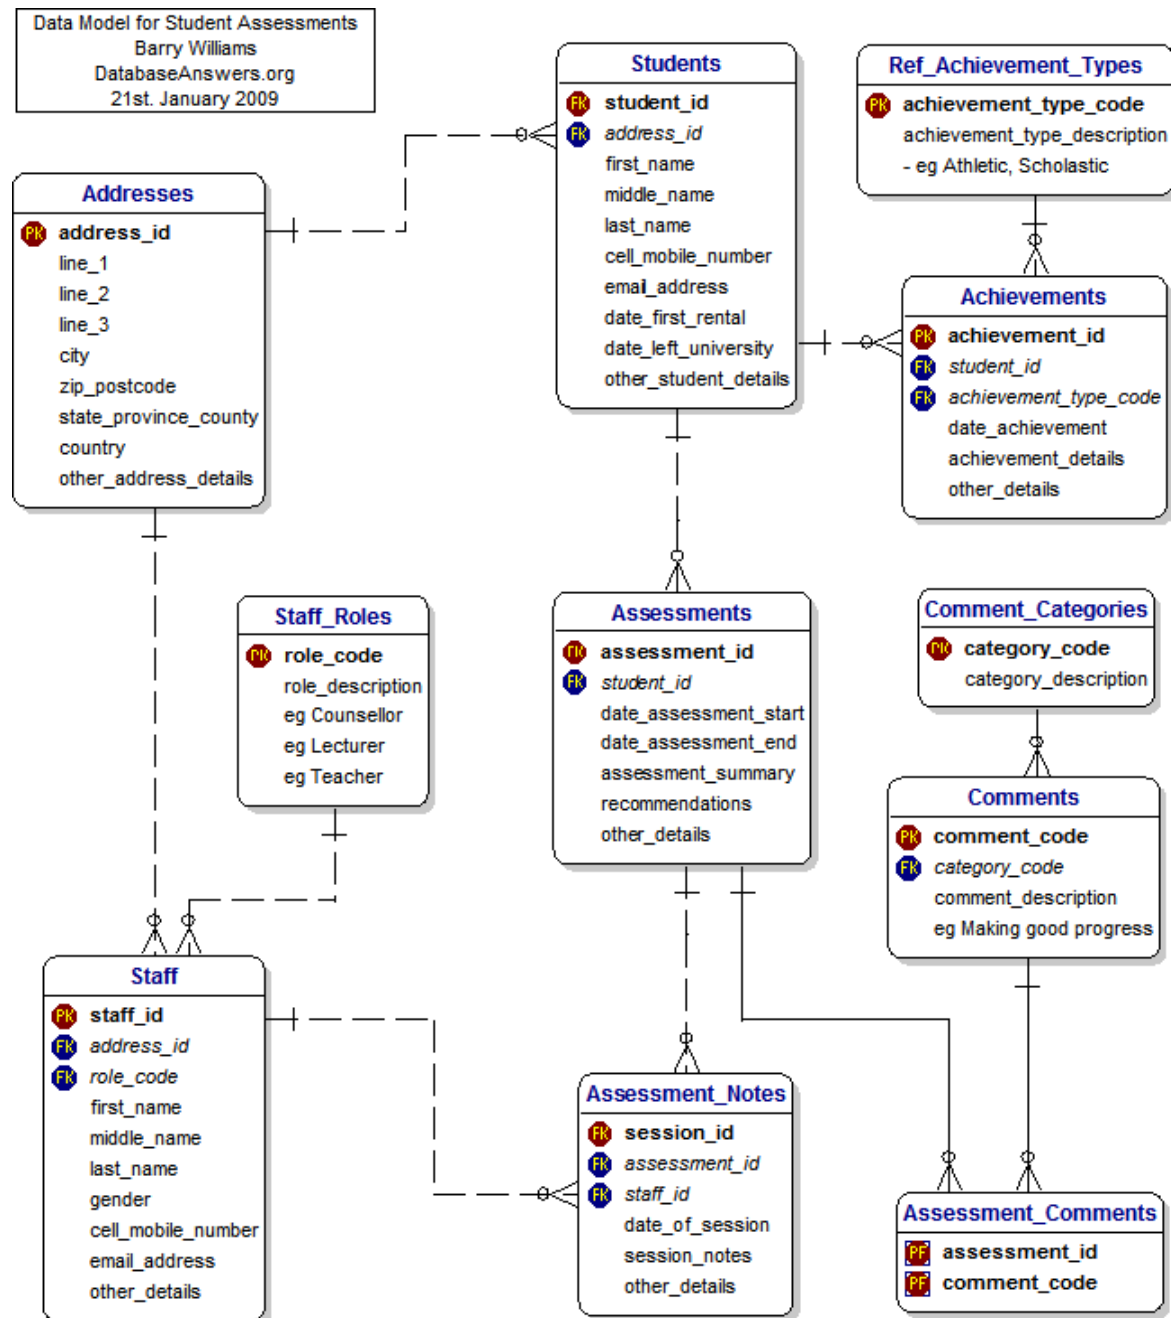 Data Model for Student Assessments
Barry Williams
DatabaseAnswers.org
21st. January 2009
Students
FK student_id
FK address_id
first_name
middle_name
last_name
cell_mobile_number
email_address
date_first_rental
date_left_university
other_student_details
Ref_Achievement_Types
PK achievement_type_code
achievement_type_description
- eg Athletic, Scholastic
Addresses
PK address_id
line_1
line_2
line_3
city
zip_postcode
state_province_county
country
other_address_details
Achievements
PK achievement_id
FK student_id
FK achievement_type_code
date_achievement
achievement_details
other_details
Staff_Roles
PK role_code
role_description
eg Counsellor
eg Lecturer
eg Teacher
Assessments
PK assessment_id
FK student_id
date_assessment_start
date_assessment_end
assessment_summary
recommendations
other_details
Comment_Categories
PK category_code
category_description
Comments
PK comment_code
FK category_code
comment_description
eg Making good progress
Staff
PK staff_id
FK address_id
FK role_code
first_name
middle_name
last_name
gender
cell_mobile_number
email_address
other_details
Assessment_Notes
FK session_id
FK assessment_id
FK staff_id
date_of_session
session_notes
other_details
Assessment_Comments
PF assessment_id
PF comment_code